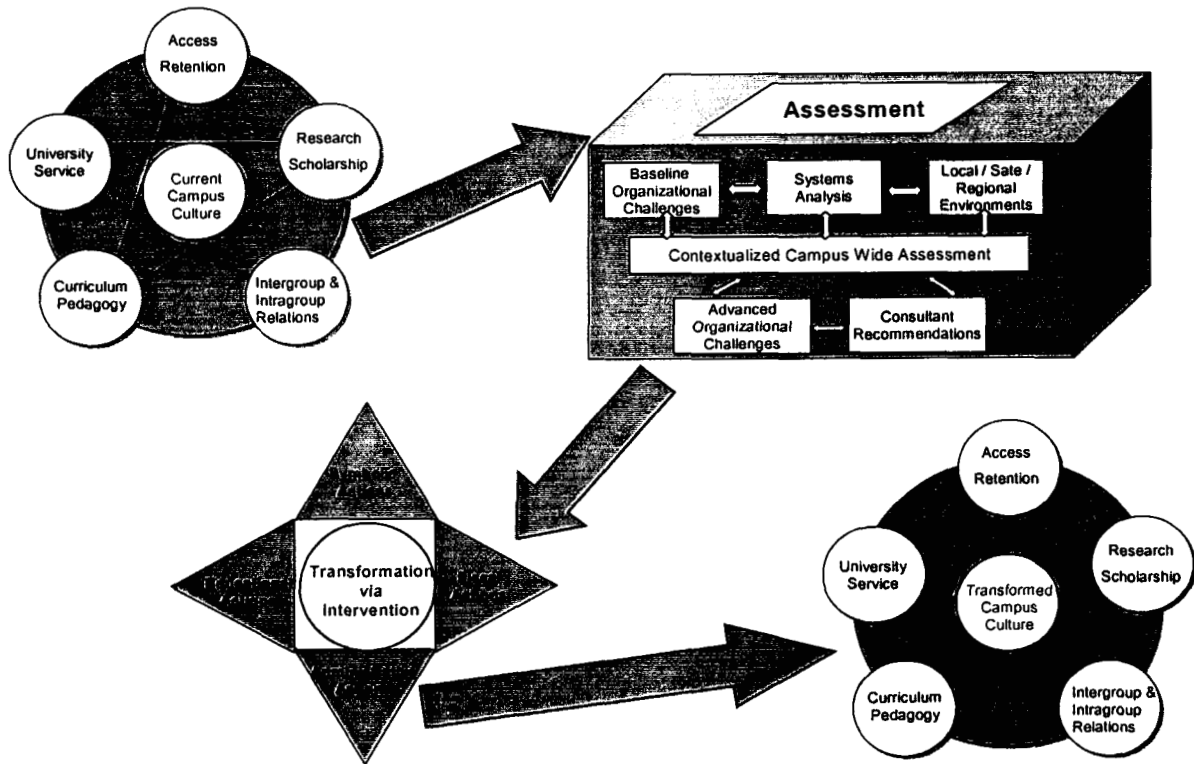 Access
Retention
University
Service
Research
Scholarship
Current
Campus
Culture
Curriculum
Pedagogy
Intergroup &
Intragroup
Relations
Assessment
Baseline
Organizational
Challenges
Systems
Analysis
Local / Sate /
Regional
Environments
Contextualized Campus Wide Assessment
Advanced
Organizational
Challenges
Consultant
Recommendations
Transformation
via
Intervention
Access
Retention
University
Service
Research
Scholarship
Transformed
Campus
Culture
Curriculum
Pedagogy
Intergroup &
Intragroup
Relations